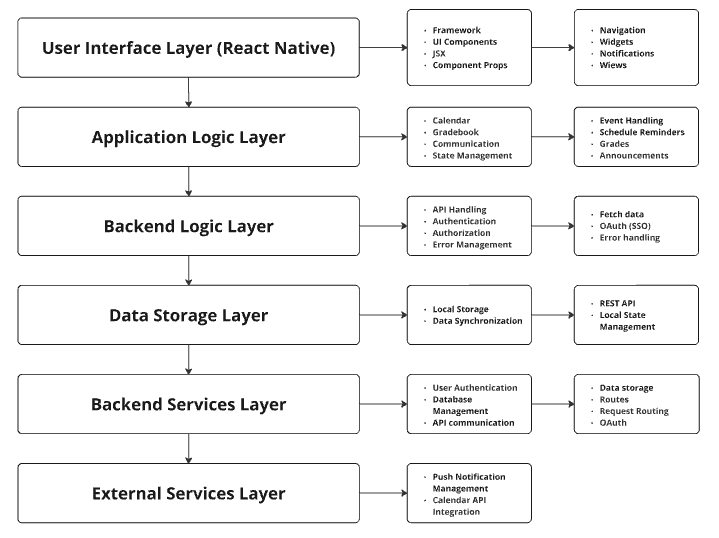 User Interface Layer (React Native)
· Framework
· UI Components
· JSX
· Component Props
· Navigation
· Widgets
· Notifications
· Wiews
Application Logic Layer
· Calendar
· Gradebook
· Communication
· State Management
· Event Handling
· Schedule Reminders
· Grades
· Announcements
Backend Logic Layer
· API Handling
· Authentication
· Authorization
· Error Management
· Fetch data
· OAuth (SSO)
· Error handling
Data Storage Layer
· Local Storage
· Data Synchronization
· REST API
· Local State
Management
Backend Services Layer
· User Authentication
· Database
Management
· API communication
· Data storage
· Routes
· Request Routing
· OAuth
External Services Layer
· Push Notification
Management
· Calendar API
Integration